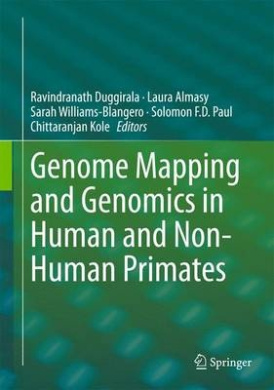 Ravindranath Duggirala · Laura Almasy
Sarah Williams-Blangero · Solomon F.D. Paul
Chittaranjan Kole Editors
Genome Mapping
and Genomics in
Human and Non-
Human Primates
Springer